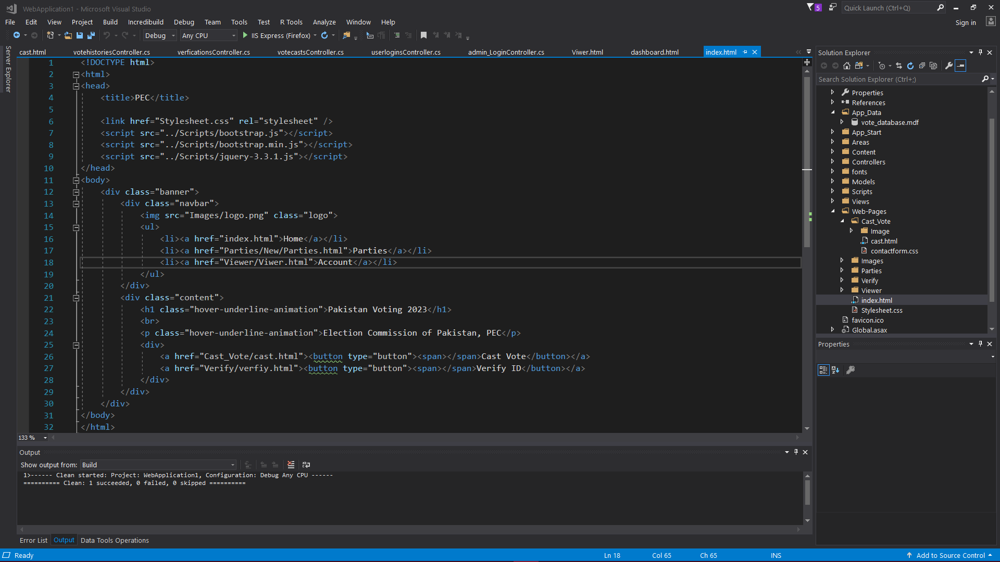 WebApplication1 - Microsoft Visual Studio
5
Quick Launch (Ctrl+Q)
File Edit View Project Build Incredibuild Debug Team Tools Test R Tools Analyze Window Help
Sign in
Debug Any CPU IIS Express (Firefox)
Server Explorer
cast.html votehistoriesController.cs verficationsController.cs votecastsController.cs userloginsController.cs admin_LoginController.cs Viwer.html dashboard.html index.html
1 <!DOCTYPE html>
2 <html>
3 <head>
4 <title>PEC</title>
5
6 <link href="Stylesheet.css" rel="stylesheet" />
7 <script src="../Scripts/bootstrap.js"></script>
8 <script src="../Scripts/bootstrap.min.js"></script>
9 <script src="../Scripts/jquery-3.3.1.js"></script>
10 </head>
11 <body>
12 <div class="banner">
13 <div class="navbar">
14 <img src="Images/logo.png" class="logo">
15 <ul>
16 <li><a href="index.html">Home</a></li>
17 <li><a href="Parties/New/Parties.html">Parties</a></li>
18 <li><a href="Viewer/Viwer.html">Account</a></li>
19 </ul>
20 </div>
21 <div class="content">
22 <h1 class="hover-underline-animation">Pakistan Voting 2023</h1>
23 <br>
24 <p class="hover-underline-animation">Election Commission of Pakistan, PEC</p>
25 <div>
26 <a href="Cast_Vote/cast.html"><button type="button"><span></span>Cast Vote</button></a>
27 <a href="Verify/verfiy.html"><button type="button"><span></span>Verify ID</button></a>
28 </div>
29 </div>
30 </div>
31 </body>
32 </html>
133 %
Output
Show output from: Build
1>------ Clean started: Project: WebApplication1, Configuration: Debug Any CPU ------
========== Clean: 1 succeeded, 0 failed, 0 skipped ==========
Error List Output Data Tools Operations
Solution Explorer
Search Solution Explorer (Ctrl+;)
Properties
References
App_Data
vote_database.mdf
App_Start
Areas
Content
Controllers
fonts
Models
Scripts
Views
Web-Pages
Cast_Vote
Image
cast.html
contactform.css
Images
Parties
Verify
Viewer
index.html
Stylesheet.css
favicon.ico
Global.asax
Properties
Ready Ln 18 Col 65 Ch 65 INS Add to Source Control